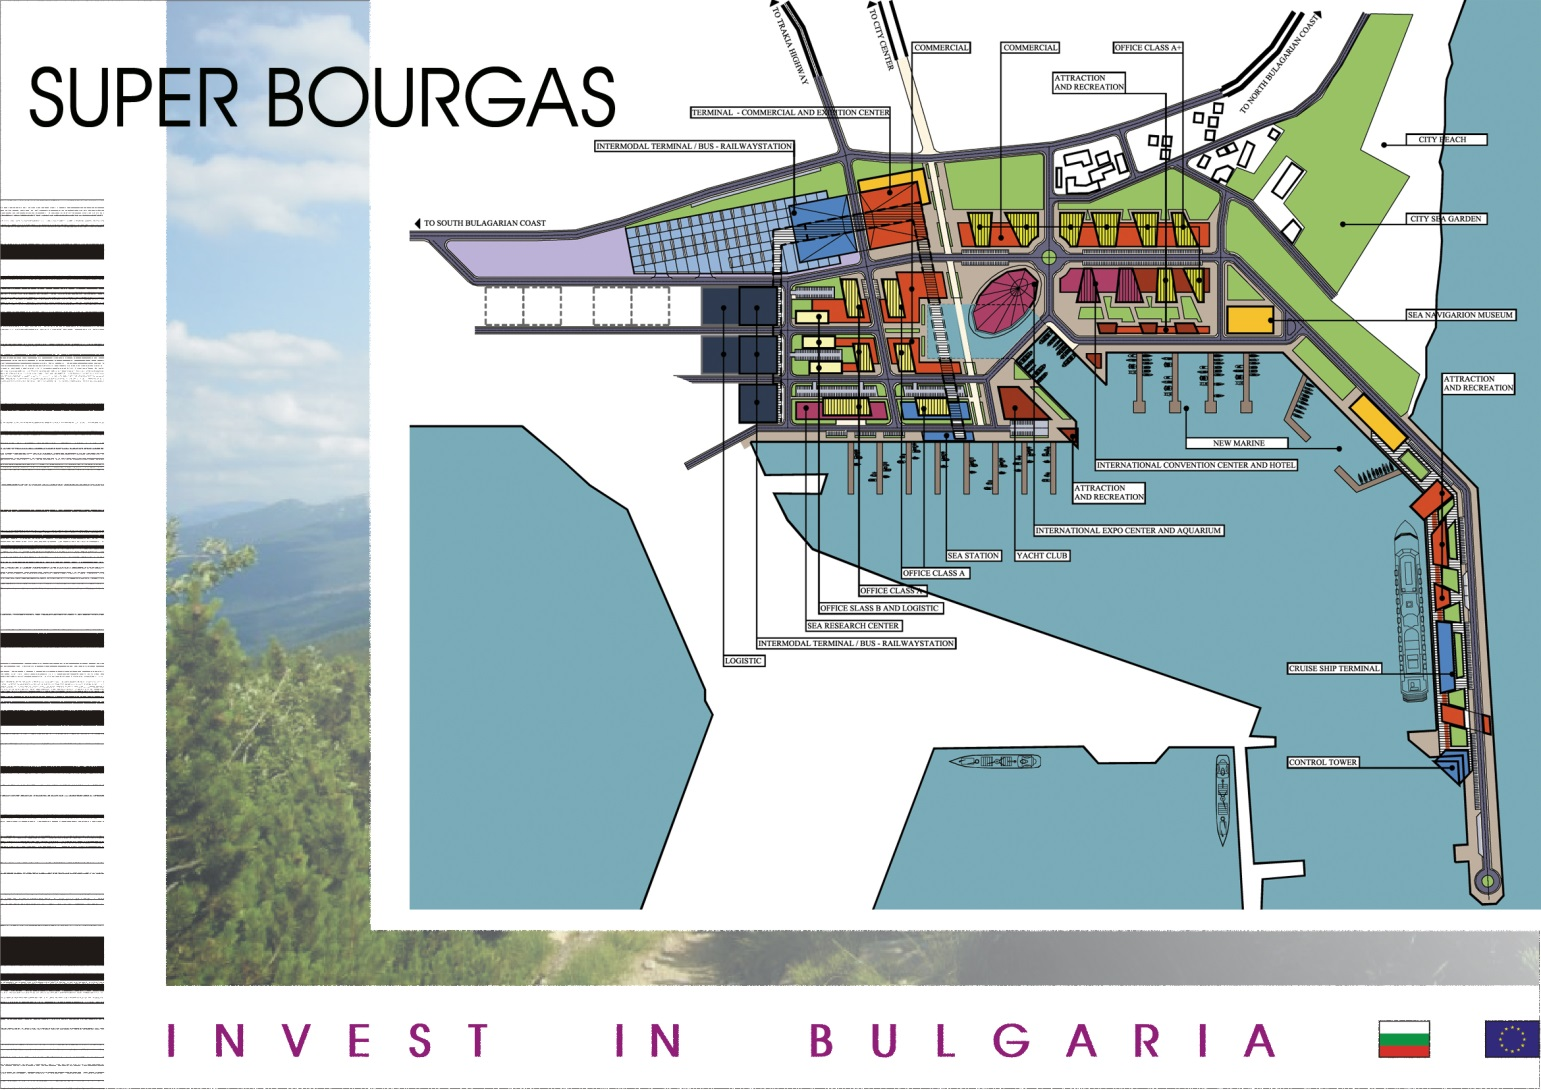 SUPER BOURGAS
TO TRAKIA HIGHWAY
TO CITY CENTER
COMMERCIAL
COMMERCIAL
OFFICE CLASS A+
TO NORTH BULAGARIAN COAST
ATTRACTION
AND RECREATION
TERMINAL - COMMERCIAL AND EXBITION CENTER
INTERMODAL TERMINAL / BUS - RAILWAYSTATION
CITY BEACH
TO SOUTH BULAGARIAN COAST
CITY SEA GARDEN
SEA NAVIGARION MUSEUM
ATTRACTION
AND RECREATION
NEW MARINE
INTERNATIONAL CONVENTION CENTER AND HOTEL
ATTRACTION
AND RECREATION
INTERNATIONAL EXPO CENTER AND AQUARIUM
SEA STATION
YACHT CLUB
OFFICE CLASS A
OFFICE CLASS A
OFFICE SLASS B AND LOGISTIC
SEA RESEARCH CENTER
INTERMODAL TERMINAL / BUS - RAILWAYSTATION
LOGISTIC
CRUISE SHIP TERMINAL
CONTROL TOWER
INVEST IN BULGARIA